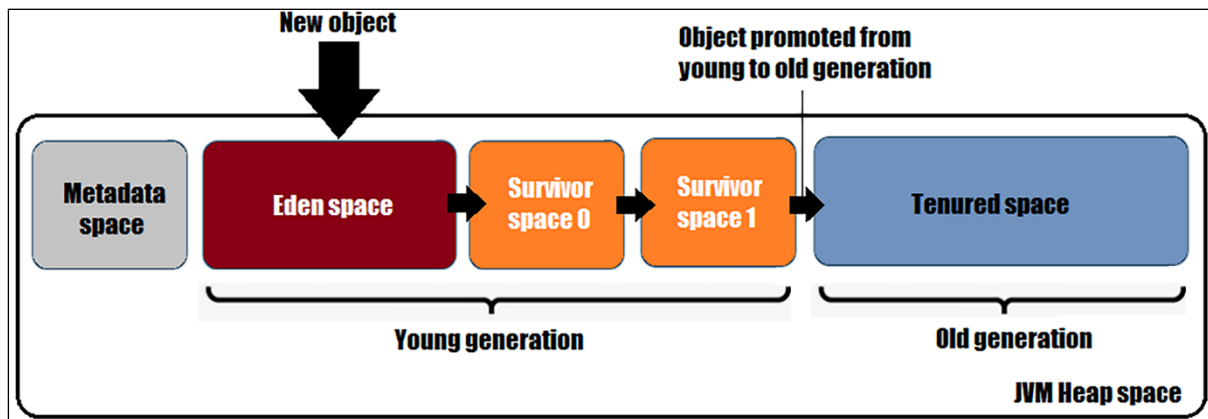 New object
Object promoted from
young to old generation
Metadata
space
Eden space
Survivor
space 0
Survivor
space 1
Tenured space
Young generation
Old generation
JVM Heap space